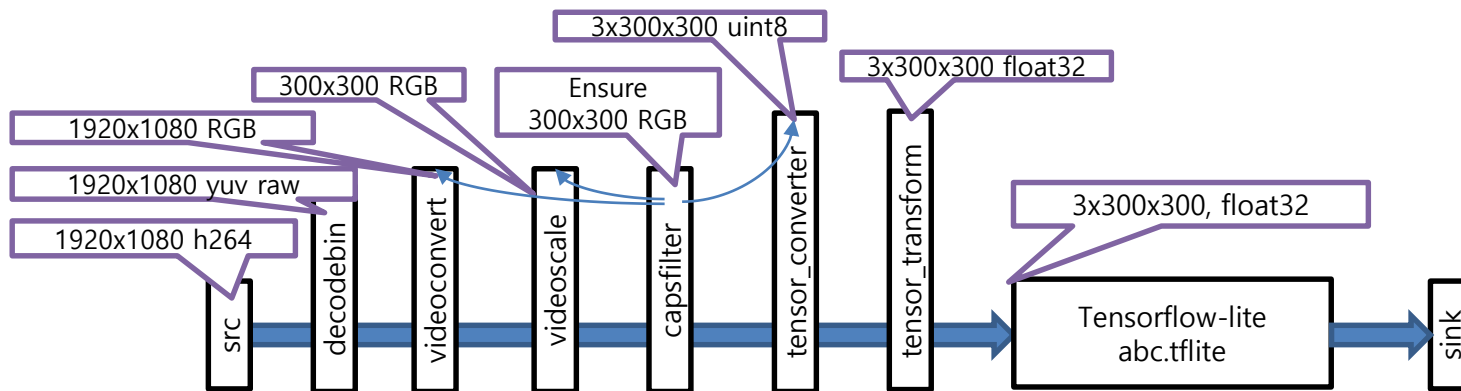 3x300x300 uint8
3x300x300 float32
300x300 RGB
Ensure
300x300 RGB
1920x1080 RGB
1920x1080 yuv raw
1920x1080 h264
3x300x300, float32
src
decodebin
videoconvert
videoscale
capsfilter
tensor_converter
tensor_transform
Tensorflow-lite
abc.tflite
sink